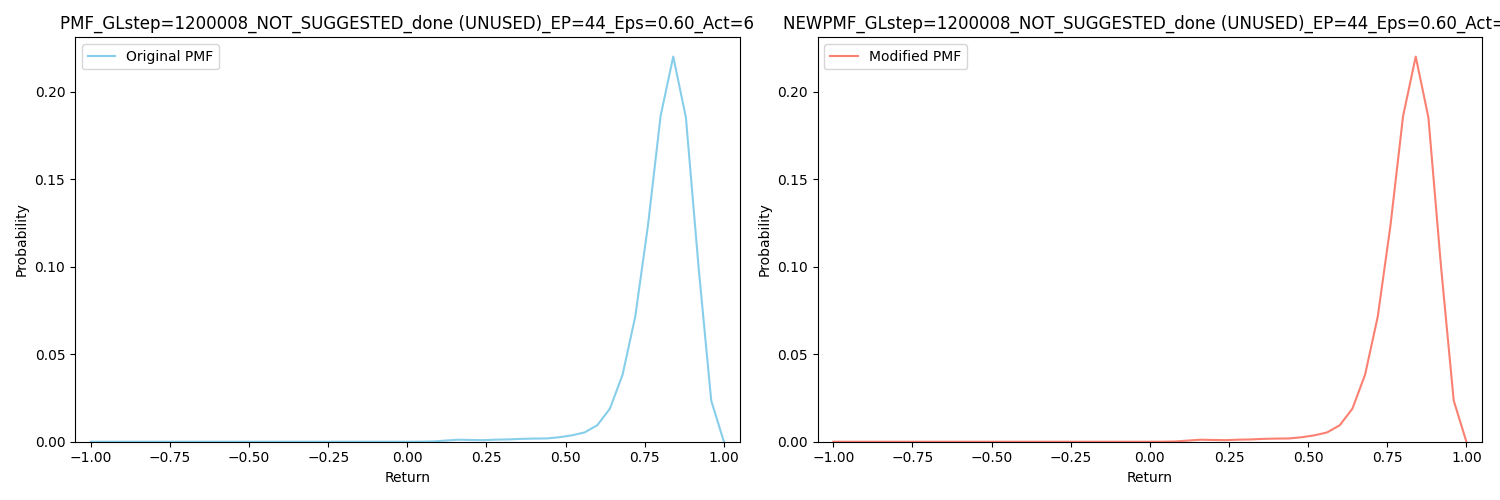 PMF_GLstep=1200008_NOT_SUGGESTED_done (UNUSED)_EP=44_Eps=0.60_Act=6
Original PMF
Probability
0.20
0.15
0.10
0.05
0.00
−1.00 −0.75 −0.50 −0.25 0.00 0.25 0.50 0.75 1.00
Return
NEWPMF_GLstep=1200008_NOT_SUGGESTED_done (UNUSED)_EP=44_Eps=0.60_Act=
Modified PMF
Probability
0.20
0.15
0.10
0.05
0.00
−1.00 −0.75 −0.50 −0.25 0.00 0.25 0.50 0.75 1.00
Return